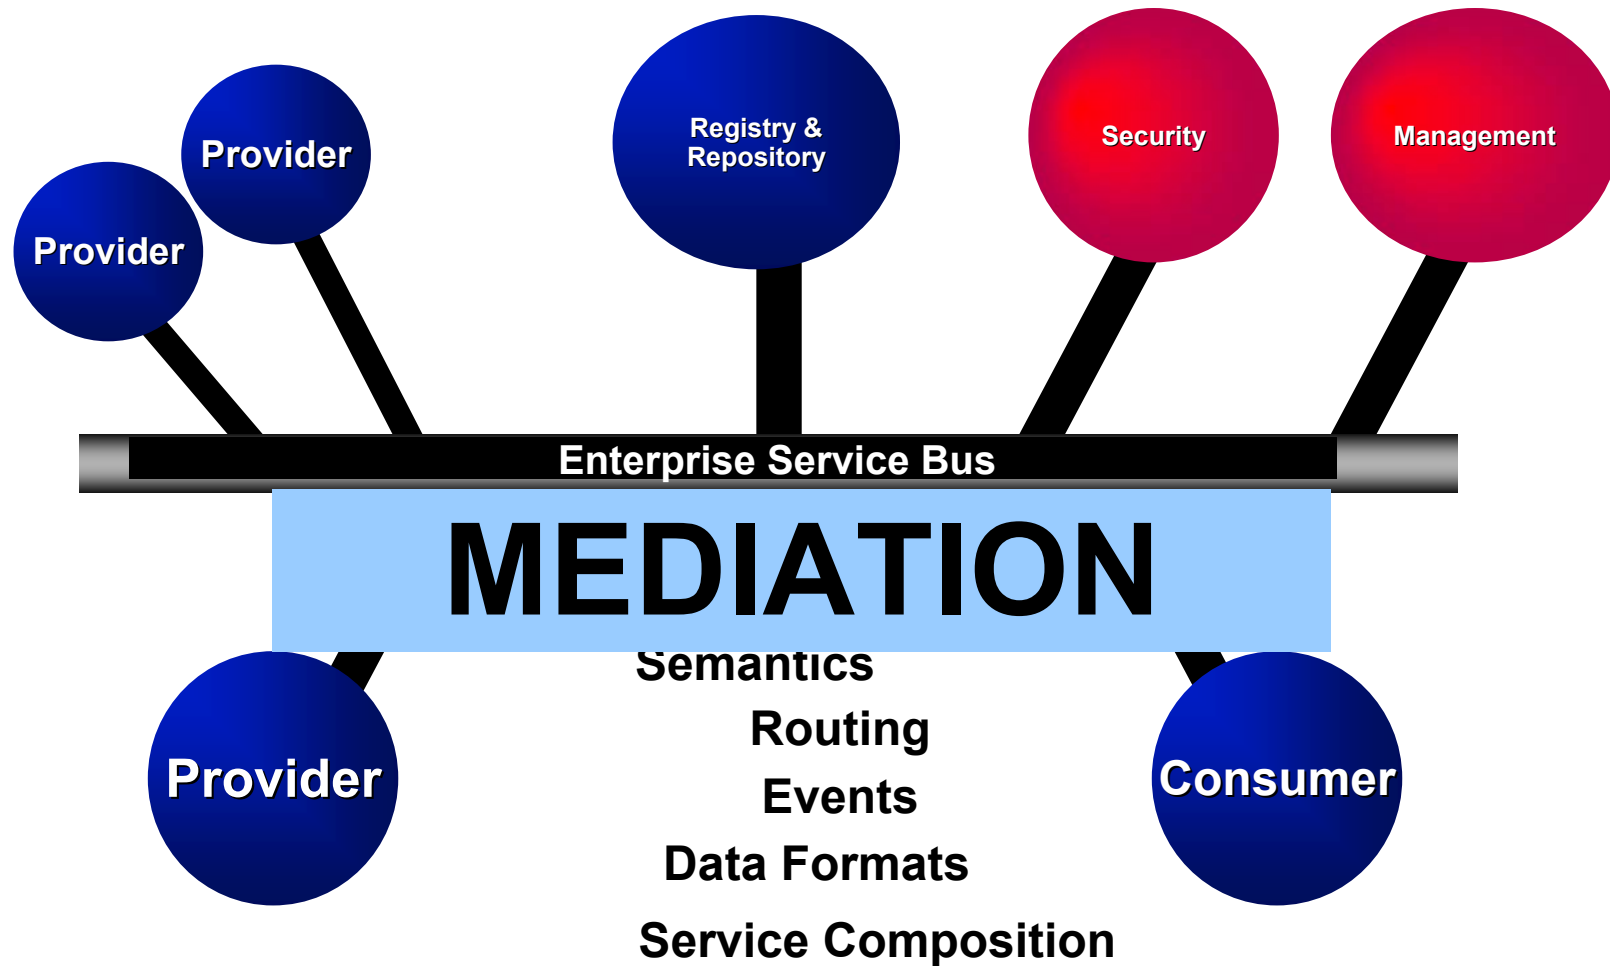 Provider
Provider
Registry &
Repository
Security
Management
Enterprise Service Bus
MEDIATION
Semantics
Routing
Events
Data Formats
Service Composition
Provider
Consumer